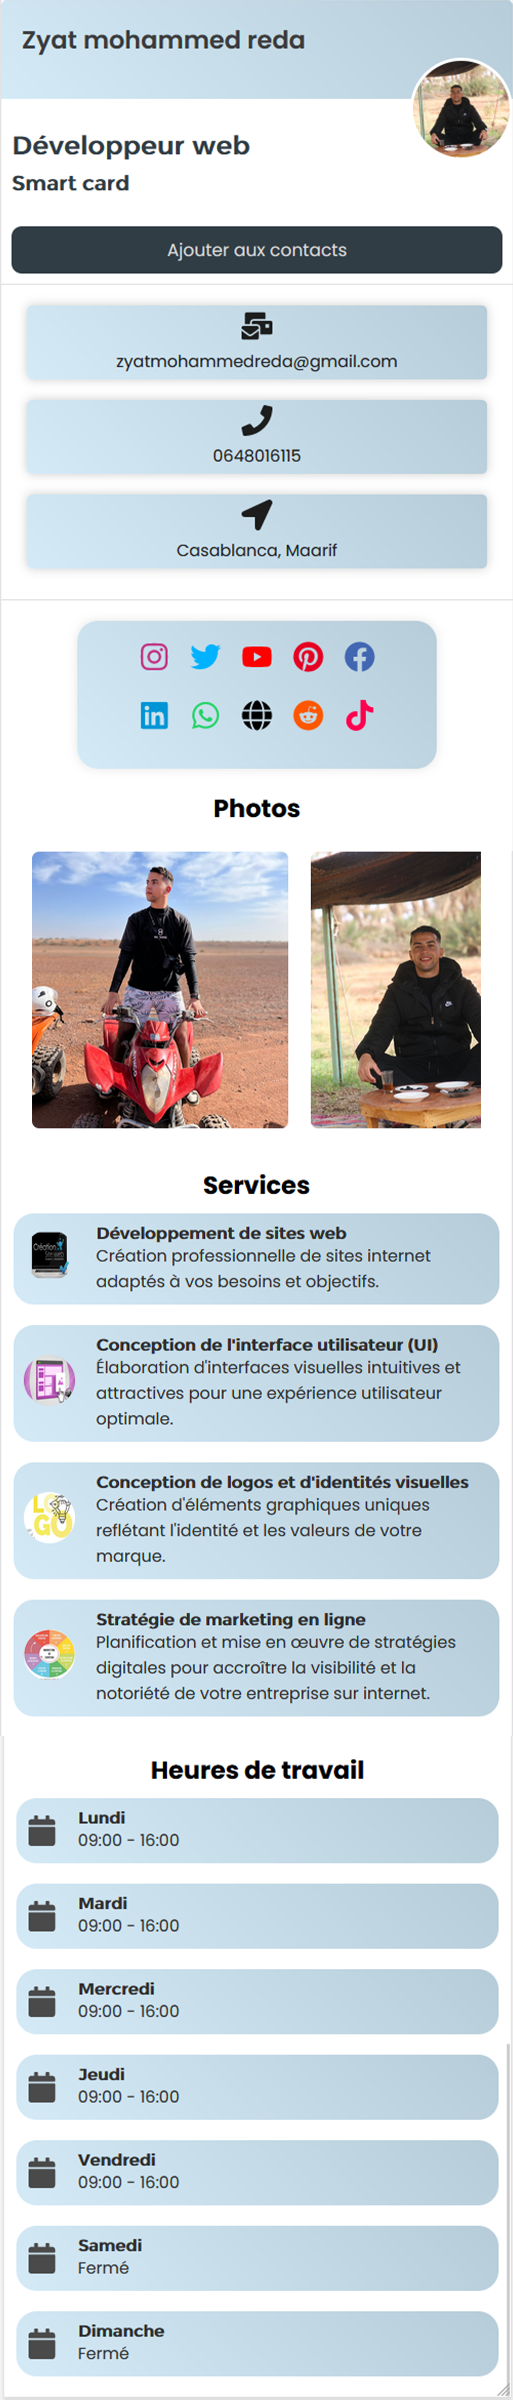 Zyat mohammed reda
Développeur web
Smart card
Ajouter aux contacts
zyatmohammedreda@gmail.com
0648016115
Casablanca, Maarif
Photos
Services
Création
Site web
Développement de sites web
Création professionnelle de sites internet
adaptés à vos besoins et objectifs.
Conception de l'interface utilisateur (UI)
Élaboration d'interfaces visuelles intuitives et
attractives pour une expérience utilisateur
optimale.
LOGO
Conception de logos et d'identités visuelles
Création d'éléments graphiques uniques
reflétant l'identité et les valeurs de votre
marque.
Stratégie de marketing en ligne
Planification et mise en œuvre de stratégies
digitales pour accroître la visibilité et la
notoriété de votre entreprise sur internet.
Heures de travail
Lundi
09:00 - 16:00
Mardi
09:00 - 16:00
Mercredi
09:00 - 16:00
Jeudi
09:00 - 16:00
Vendredi
09:00 - 16:00
Samedi
Fermé
Dimanche
Fermé